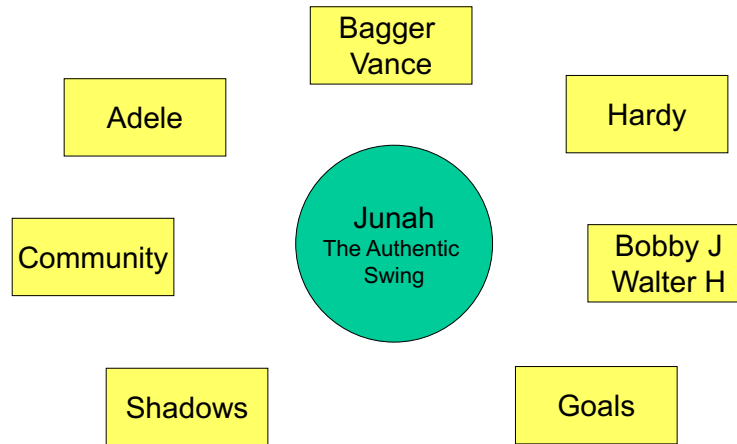 Bagger
Vance
Adele
Hardy
Junah
The Authentic
Swing
Community
Bobby J
Walter H
Shadows
Goals